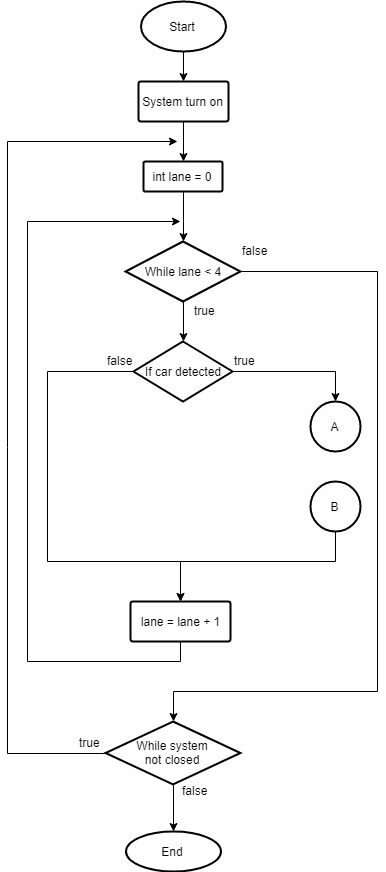 Start
System turn on
int lane = 0
false
While lane < 4
true
false
true
If car detected
A
B
lane = lane + 1
true
While system
not closed
false
End